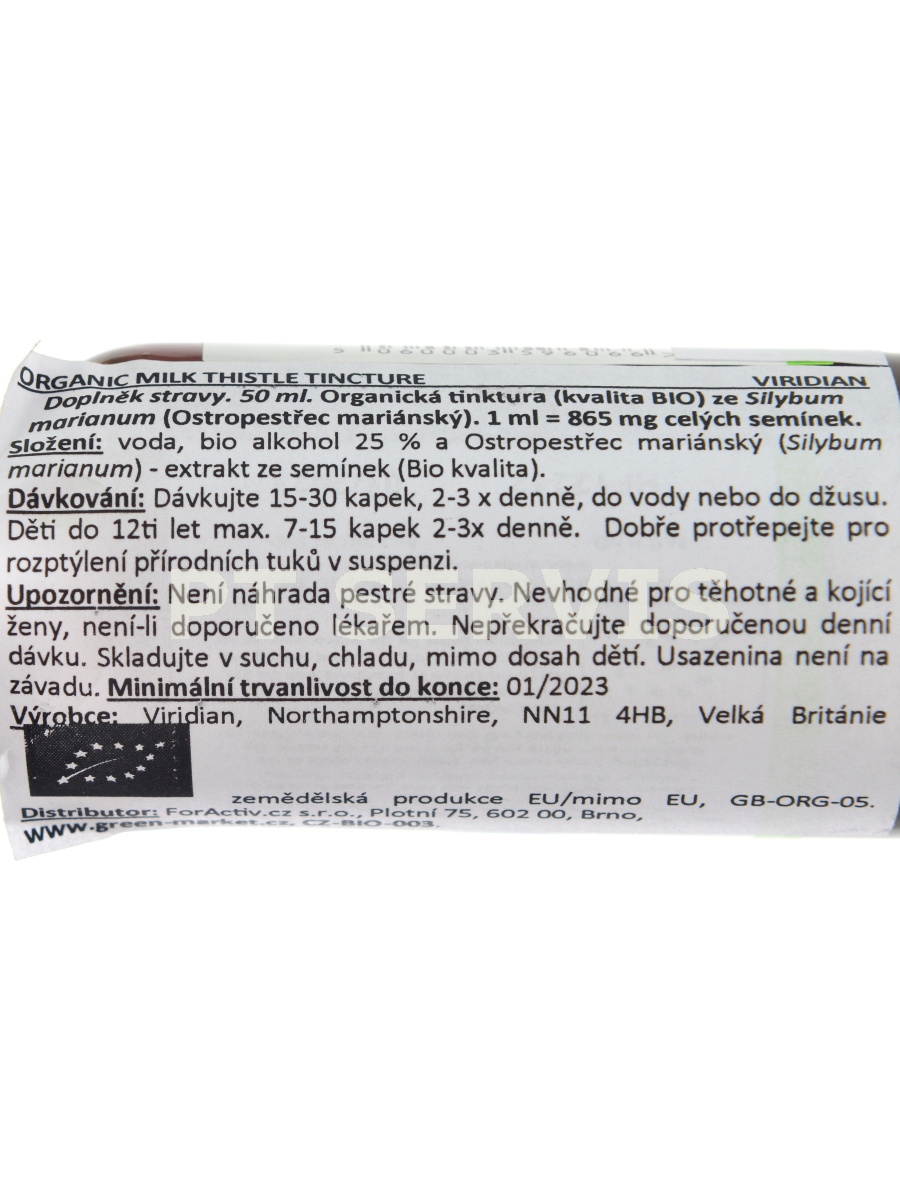 ORGANIC MILK THISTLE TINCTURE VIRIDIAN
Doplněk stravy. 50 ml. Organická tinktura (kvalita BIO) ze Silybum
marianum (Ostropestřec mariánský). 1 ml = 865 mg celých semínek.
Složení: voda, bio alkohol 25 % a Ostropestřec mariánský (Silybum
marianum) - extrakt ze semínek (Bio kvalita).
Dávkování: Dávkujte 15-30 kapek, 2-3 x denně, do vody nebo do džusu.
Děti do 12ti let max. 7-15 kapek 2-3x denně. Dobře protřepejte pro
rozptýlení přírodních tuků v suspenzi.
PT SERVIS
Upozornění: Není náhrada pestré stravy. Nevhodné pro těhotné a kojící
ženy, není-li doporučeno lékařem. Nepřekračujte doporučenou denní
dávku. Skladujte v suchu, chladu, mimo dosah dětí. Usazenina není na
závadu. Minimální trvanlivost do konce: 01/2023
Výrobce: Viridian, Northamptonshire, NN11 4HB, Velká Británie
zemědělská produkce EU/mimo EU, GB-ORG-05.
Distributor: ForActiv.cz s.r.o., Plotní 75, 602 00, Brno,
www.green-market.cz, CZ-BIO-003.